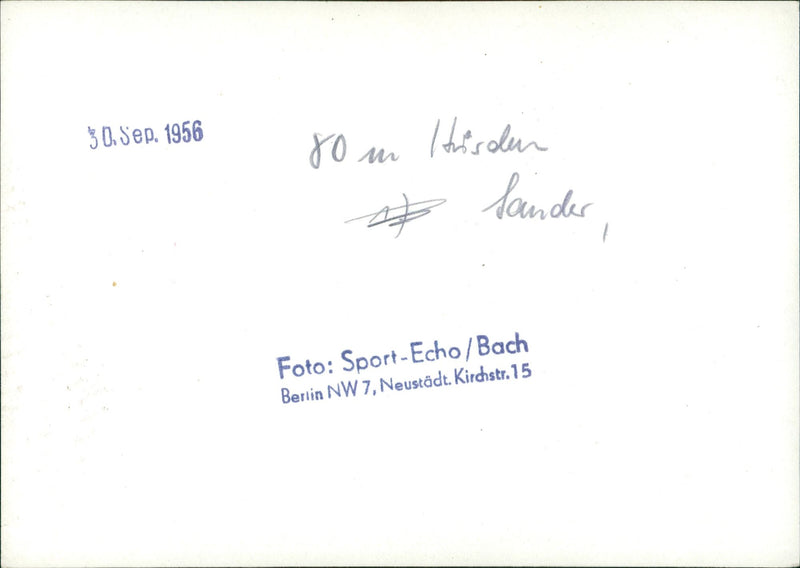 30. Sep. 1956
80 m Hürden
Sander,
Foto: Sport-Echo/Bach
Berlin NW 7, Neustädt. Kirchstr. 15